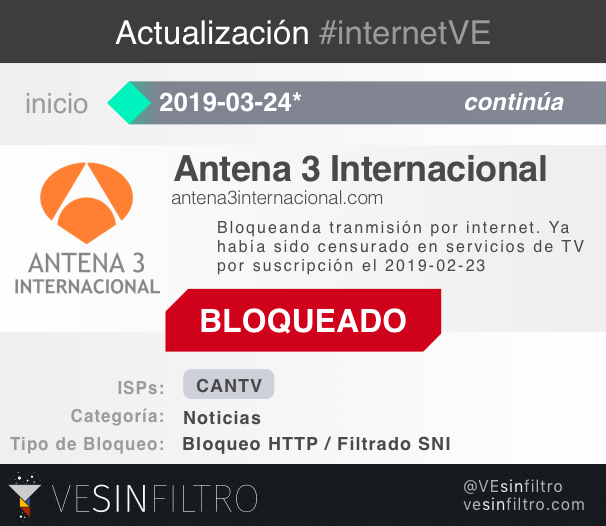 Actualización #internetVE
inicio 2019-03-24* continúa
Antena 3 Internacional
antena3internacional.com
Bloqueanda tranmisión por internet. Ya
había sido censurado en servicios de TV
por suscripción el 2019-02-23
ANTENA 3
INTERNACIONAL
BLOQUEADO
ISPs: CANTV
Categoría: Noticias
Tipo de Bloqueo: Bloqueo HTTP / Filtrado SNI
VESINFILTRO
@VEsinfiltro
vesinfiltro.com